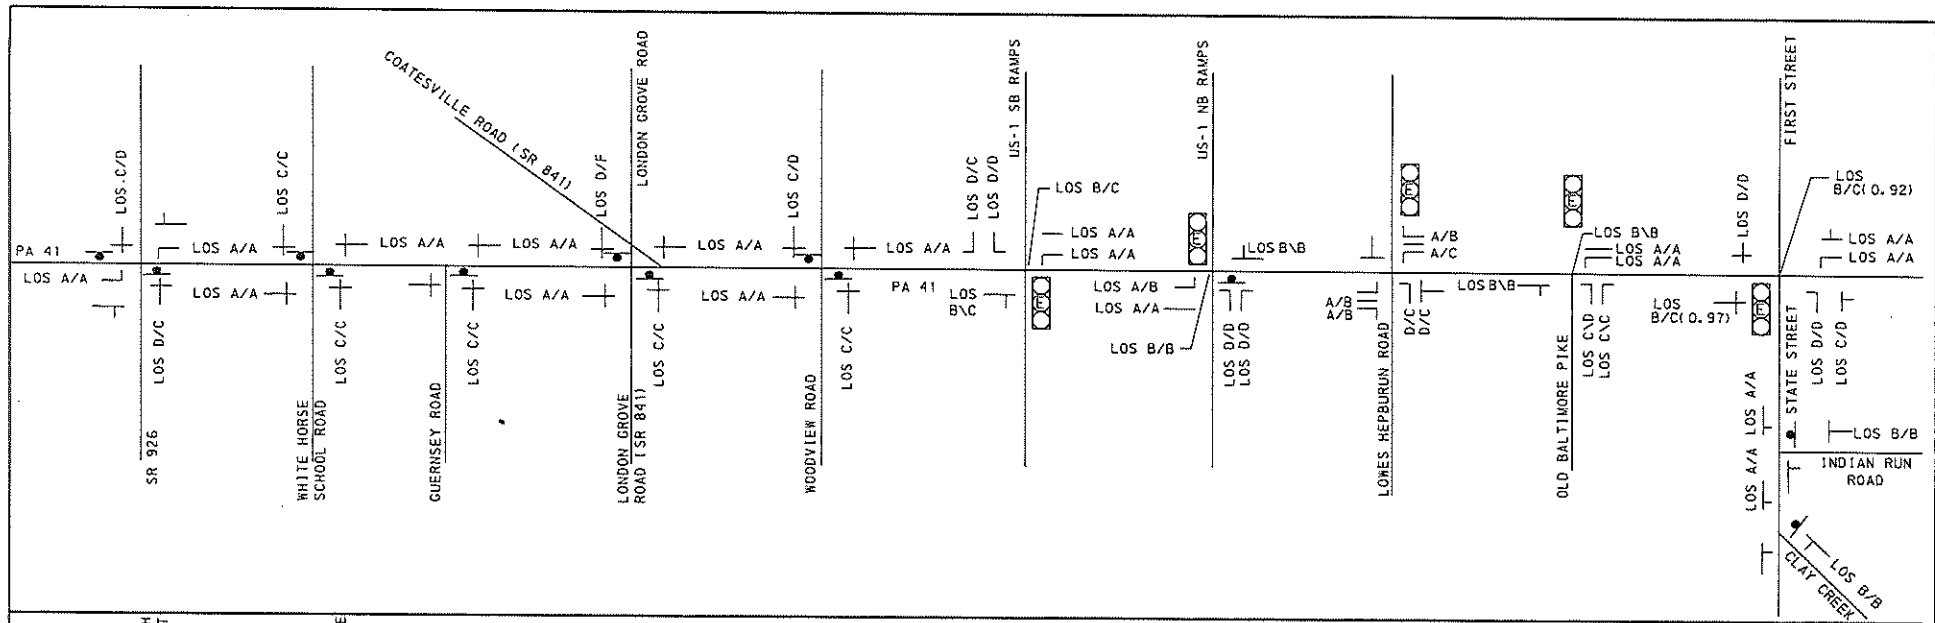 COATESVILLE ROAD (SR 841)
LONDON GROVE ROAD
US-1 SB RAMPS
US-1 NB RAMPS
FIRST STREET
LOS.C/D
LOS C/C
LOS D/F
LOS C/D
LOS D/C
LOS D/D
LOS B/C
E
E
E
LOS D/D
LOS
B/C(0.92)
PA 41
LOS A/A
LOS A/A
LOS A/A
LOS A/A
LOS A/A
LOS A/A
LOS A/A
LOS B\B
A/B
A/C
LOS B\B
LOS A/A
LOS A/A
LOS A/A
LOS A/A
LOS A/A
LOS A/A
LOS A/A
LOS A/A
PA 41
LOS
B\C
E
LOS A/B
LOS A/A
LOS B/B
A/B
A/B
LOS B\B
LOS
B/C(0.97)
E
LOS D/C
LOS C/C
LOS C/C
LOS C/C
LOS C/C
LOS D/D
LOS D/D
D/C
D/C
LOS C\D
LOS C\C
LOS D/D
LOS C/D
SR 926
WHITE HORSE
SCHOOL ROAD
GUERNSEY ROAD
LONDON GROVE
ROAD (SR 841)
WOODVIEW ROAD
LOWES HEPBURUN ROAD
OLD BALTIMORE PIKE
LOS A/A
LOS A/A
STATE STREET
LOS B/B
INDIAN RUN
ROAD
LOS B/B
CLAY CREEK